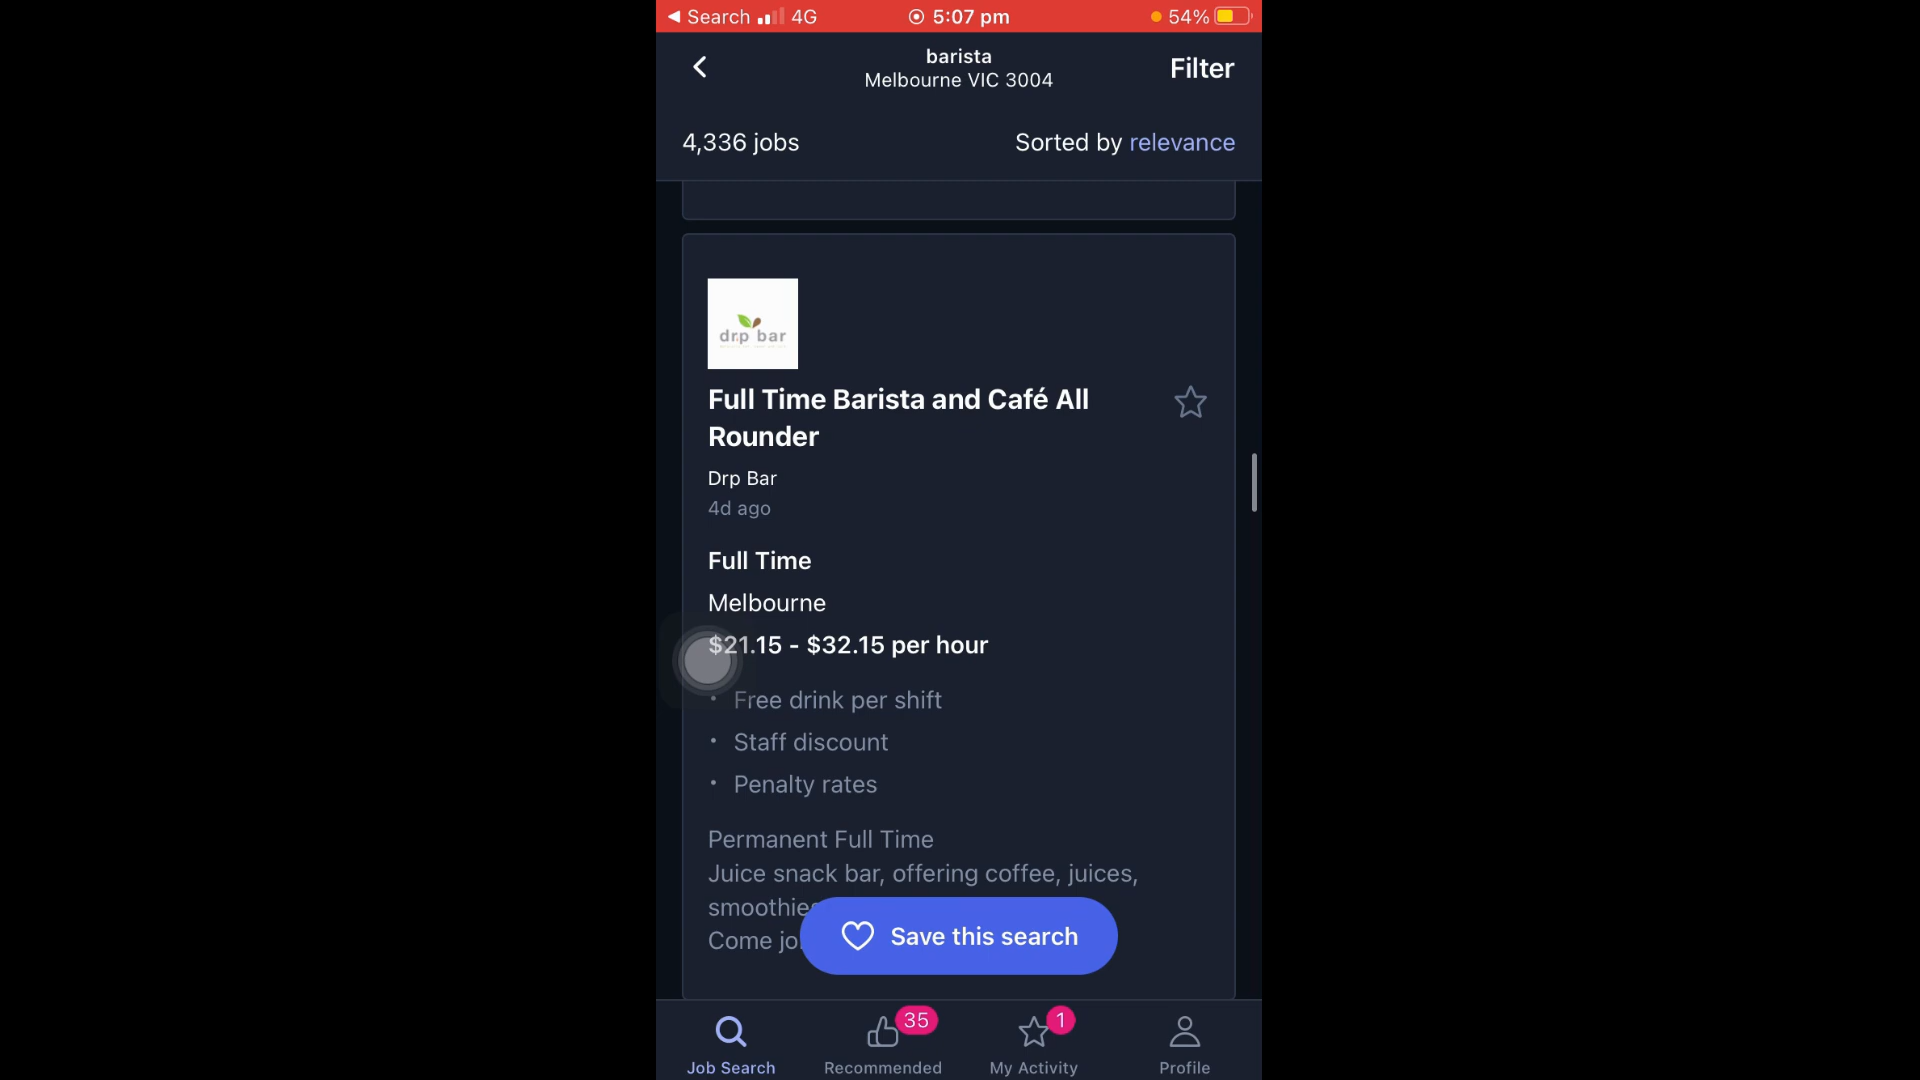 Search 4G 5:07 pm 54%
barista
Melbourne VIC 3004
Filter
4,336 jobs Sorted by relevance
drp bar
Full Time Barista and Café All
Rounder
Drp Bar
4d ago
Full Time
Melbourne
$21.15 - $32.15 per hour
• Free drink per shift
• Staff discount
• Penalty rates
Permanent Full Time
Juice snack bar, offering coffee, juices,
smoothies
Come jo
Save this search
35 1
Job Search Recommended My Activity Profile